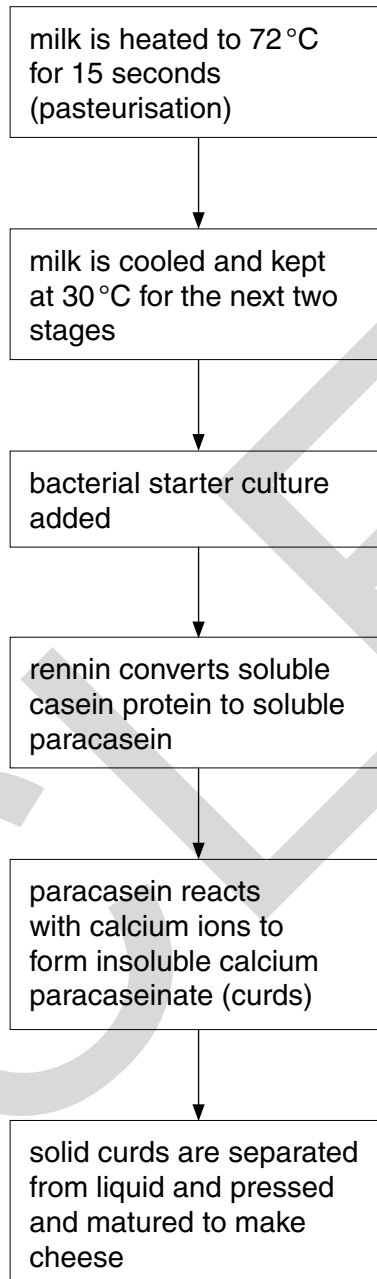 milk is heated to 72 °C
for 15 seconds
(pasteurisation)
milk is cooled and kept
at 30 °C for the next two
stages
bacterial starter culture
added
rennin converts soluble
casein protein to soluble
paracasein
paracasein reacts
with calcium ions to
form insoluble calcium
paracaseinate (curds)
solid curds are separated
from liquid and pressed
and matured to make
cheese